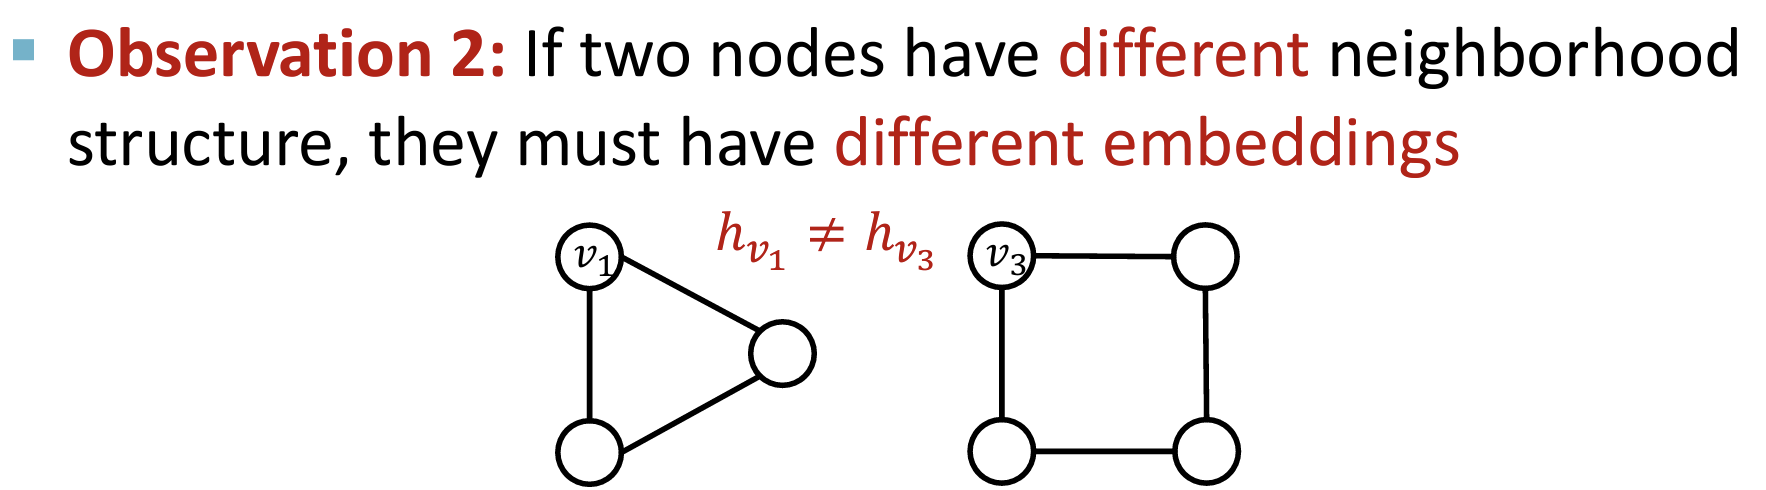 ▪ Observation 2: If two nodes have different neighborhood
structure, they must have different embeddings
h_{v_1} ≠ h_{v_3}
v_1
v_3